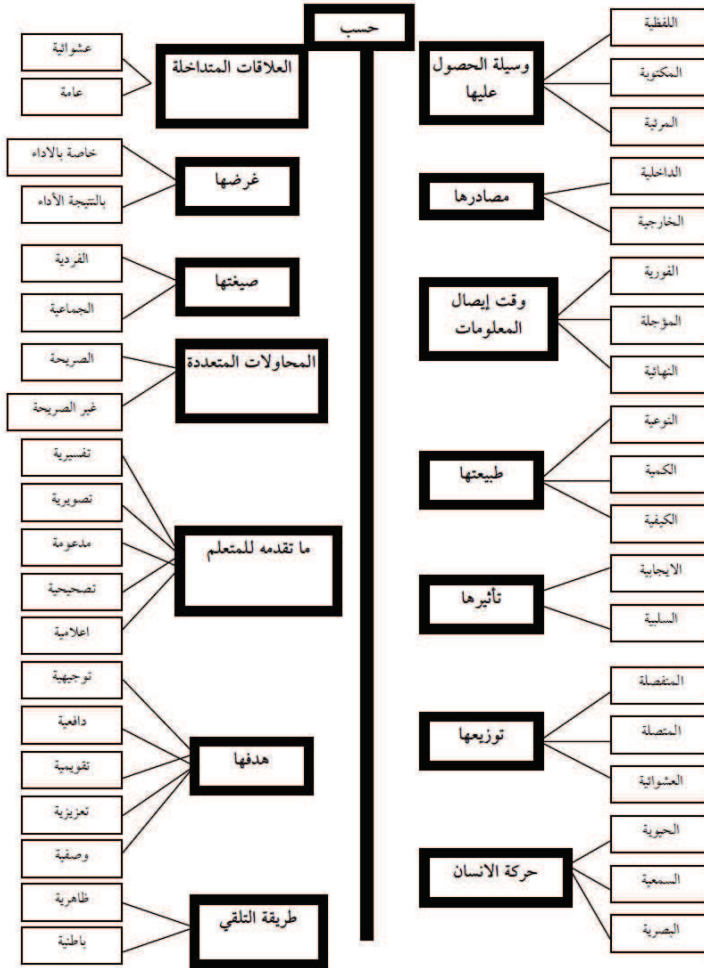 حسب
وسيلة الحصول
عليها
اللفظية
المكتوبة
المرئية
مصادرها
الداخلية
الخارجية
وقت إيصال
المعلومات
الفورية
المؤجلة
النهائية
طبيعتها
النوعية
الكمية
الكيفية
تأثيرها
الايجابية
السلبية
توزيعها
المنفصلة
المتصلة
العشوائية
حركة الانسان
الحيوية
السمعية
البصرية
العلاقات المتداخلة
عشوائية
عامة
غرضها
خاصة بالاداء
بالنتيجة الأداء
صيغتها
الفردية
الجماعية
المحاولات المتعددة
الصريحة
غير الصريحة
ما تقدمه للمتعلم
تفسيرية
تصويرية
مدعومة
تصحيحية
اعلامية
هدفها
توجيهية
دافعية
تقويمية
تعزيزية
وصفية
طريقة التلقي
ظاهرية
باطنية